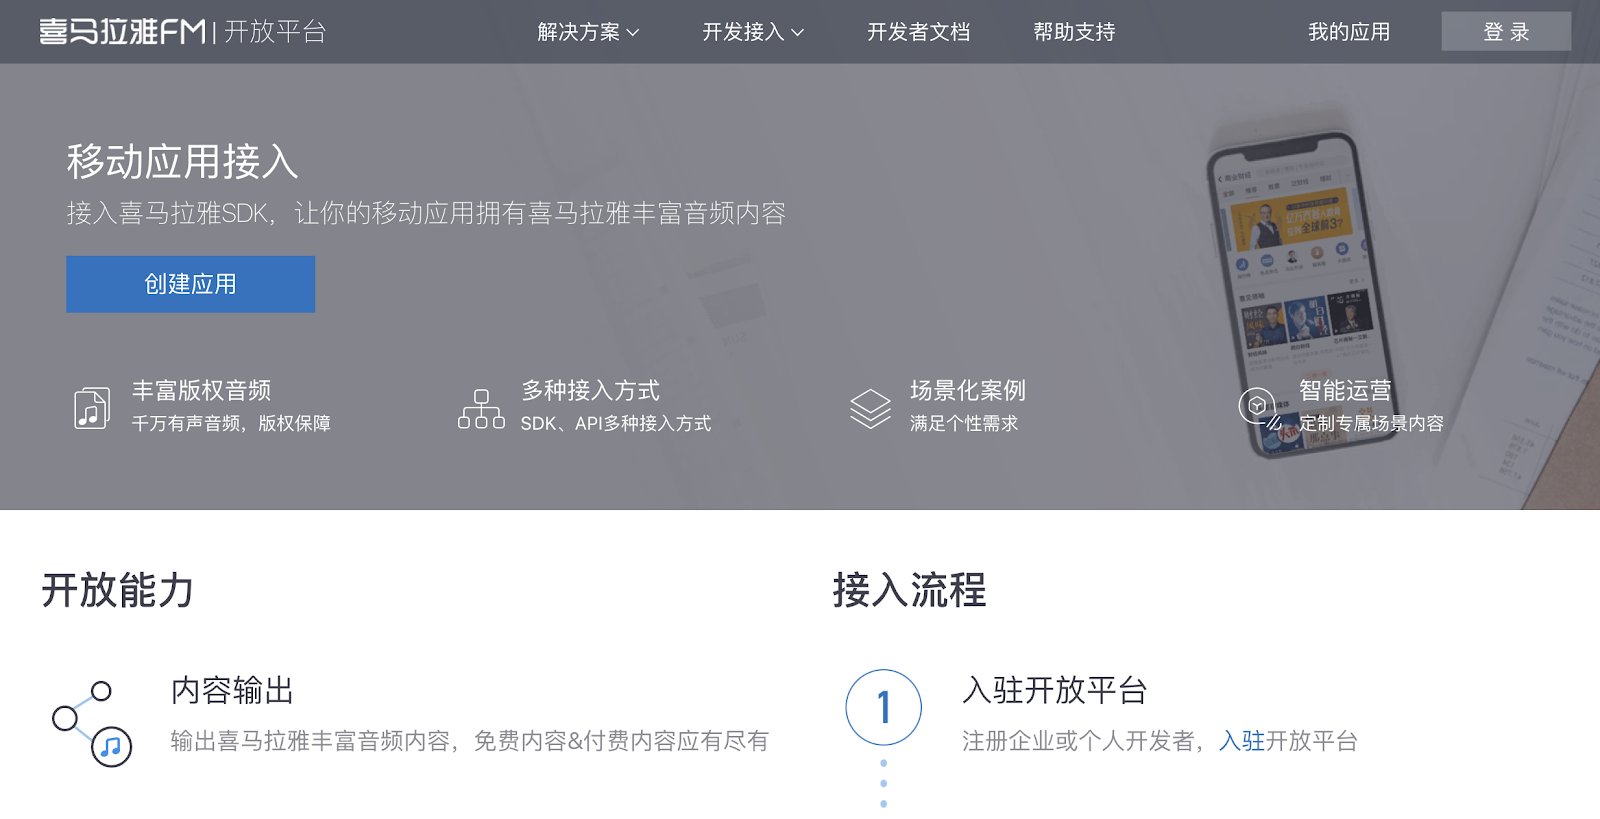 喜马拉雅FM | 开放平台
解决方案
开发接入
开发者文档
帮助支持
我的应用
登 录
移动应用接入
接入喜马拉雅SDK，让你的移动应用拥有喜马拉雅丰富音频内容
创建应用
丰富版权音频
千万有声音频，版权保障
多种接入方式
SDK、API多种接入方式
场景化案例
满足个性需求
智能运营
定制专属场景内容
开放能力
内容输出
输出喜马拉雅丰富音频内容，免费内容&付费内容应有尽有
接入流程
1
入驻开放平台
注册企业或个人开发者，入驻开放平台